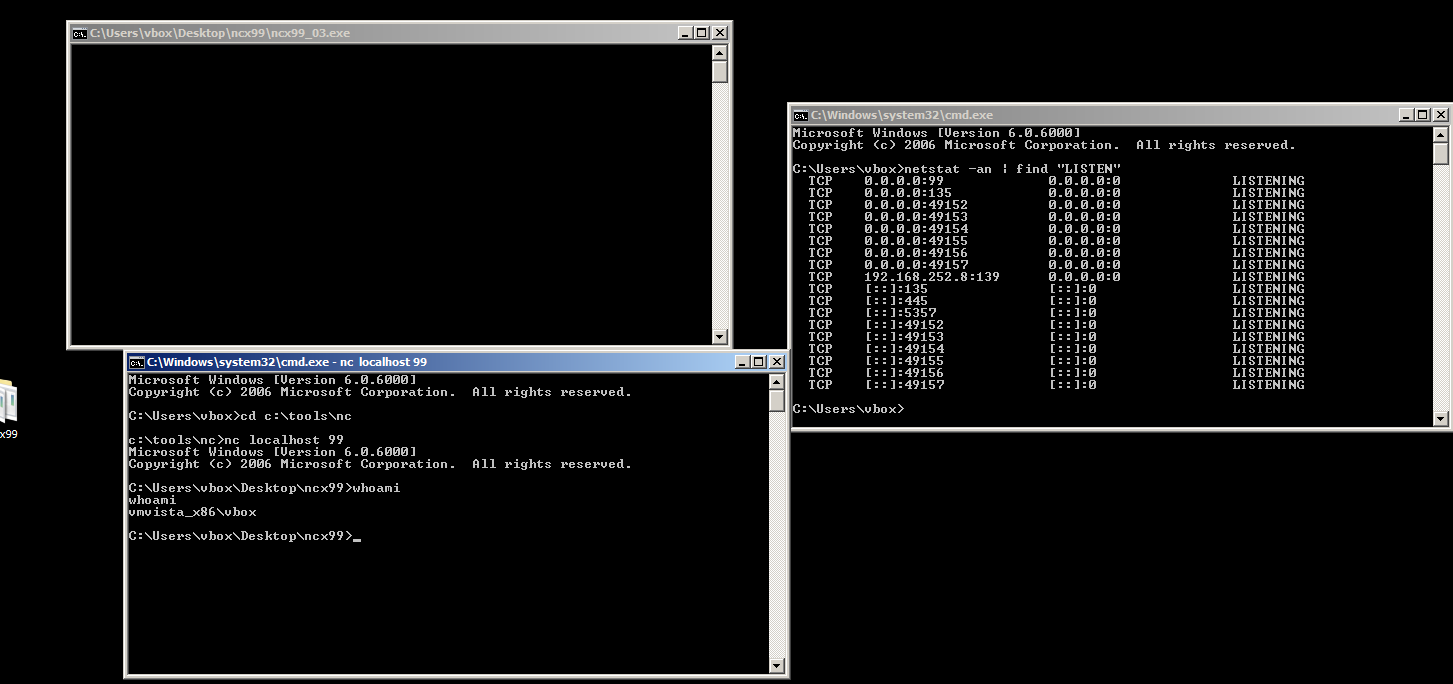 C:\Users\vbox\Desktop\ncx99\ncx99_03.exe
C:\Windows\system32\cmd.exe
Microsoft Windows [Version 6.0.6000]
Copyright (c) 2006 Microsoft Corporation.  All rights reserved.
C:\Users\vbox>netstat -an | find "LISTEN"
TCP    0.0.0.0:99             0.0.0.0:0              LISTENING
TCP    0.0.0.0:135            0.0.0.0:0              LISTENING
TCP    0.0.0.0:49152          0.0.0.0:0              LISTENING
TCP    0.0.0.0:49153          0.0.0.0:0              LISTENING
TCP    0.0.0.0:49154          0.0.0.0:0              LISTENING
TCP    0.0.0.0:49155          0.0.0.0:0              LISTENING
TCP    0.0.0.0:49156          0.0.0.0:0              LISTENING
TCP    0.0.0.0:49157          0.0.0.0:0              LISTENING
TCP    192.168.252.8:139      0.0.0.0:0              LISTENING
TCP    [::]:135               [::]:0                 LISTENING
TCP    [::]:445               [::]:0                 LISTENING
TCP    [::]:5357              [::]:0                 LISTENING
TCP    [::]:49152             [::]:0                 LISTENING
TCP    [::]:49153             [::]:0                 LISTENING
TCP    [::]:49154             [::]:0                 LISTENING
TCP    [::]:49155             [::]:0                 LISTENING
TCP    [::]:49156             [::]:0                 LISTENING
TCP    [::]:49157             [::]:0                 LISTENING
C:\Users\vbox>
C:\Windows\system32\cmd.exe - nc localhost 99
Microsoft Windows [Version 6.0.6000]
Copyright (c) 2006 Microsoft Corporation.  All rights reserved.
C:\Users\vbox>cd c:\tools\nc
c:\tools\nc>nc localhost 99
Microsoft Windows [Version 6.0.6000]
Copyright (c) 2006 Microsoft Corporation.  All rights reserved.
C:\Users\vbox\Desktop\ncx99>whoami
whoami
vmvista_x86\vbox
C:\Users\vbox\Desktop\ncx99>_
x99